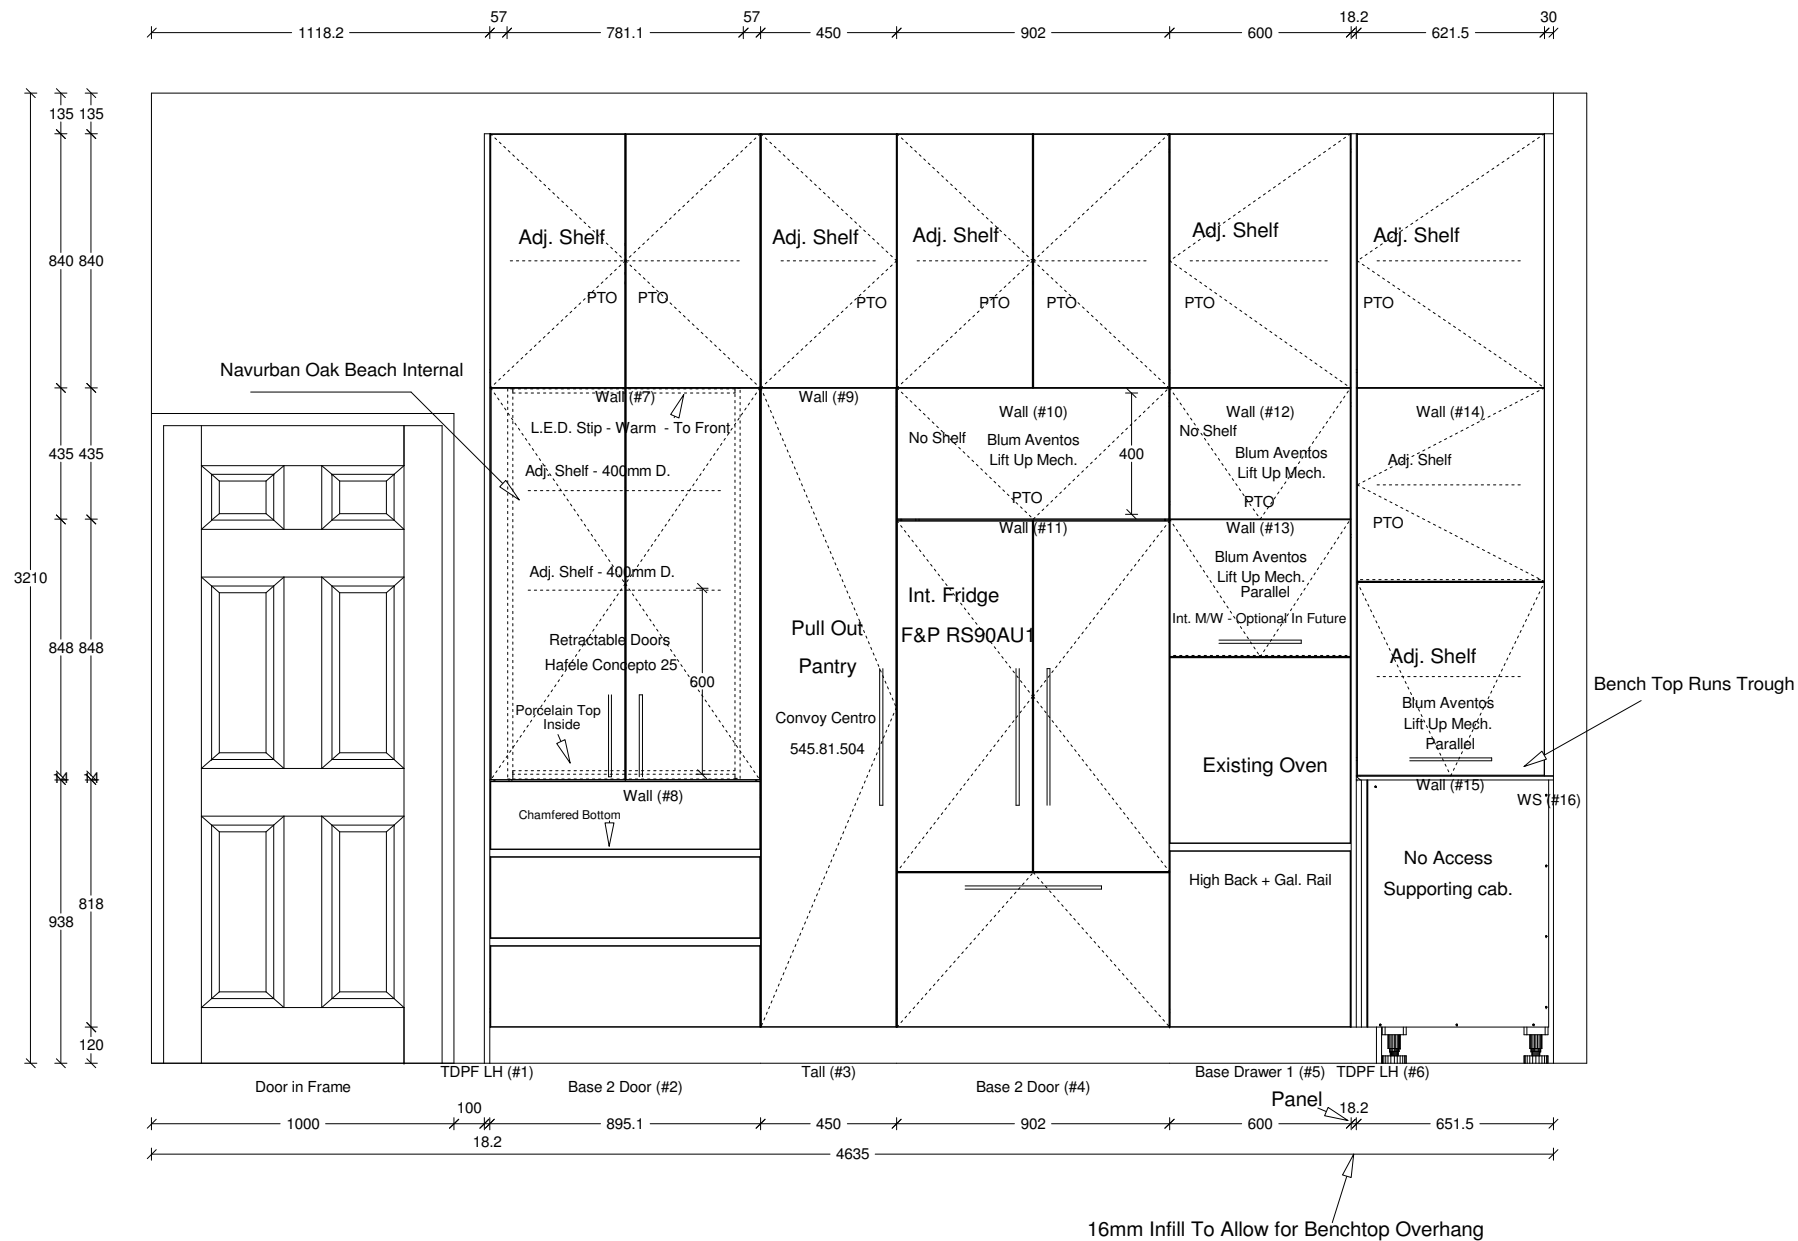 57 57 18.2 30
1118.2 781.1 450 902 600 621.5
135 135
Adj. Shelf Adj. Shelf Adj. Shelf Adj. Shelf Adj. Shelf
840 840
PTO PTO PTO PTO PTO PTO PTO
Navurban Oak Beach Internal
Wall (#7) Wall (#9)
Wall (#10) Wall (#12) Wall (#14)
L.E.D. Stip - Warm - To Front
No Shelf
Blum Aventos
Lift Up Mech.
400
No Shelf
Blum Aventos
Lift Up Mech.
435 435
Adj. Shelf - 400mm D.
Adj. Shelf
PTO PTO PTO
Wall (#11) Wall (#13)
Blum Aventos
Lift Up Mech.
Parallel
3210
Adj. Shelf - 400mm D.
Int. Fridge
F&P RS90AU1
Int. M/W - Optional In Future
Pull Out
Pantry
848 848
Retractable Doors
Hafele Concepto 25
600
Adj. Shelf
Bench Top Runs Trough
Porcelain Top
Inside
Convoy Centro
545.81.504
Blum Aventos
Lift Up Mech.
Parallel
Existing Oven
14 14
Wall (#8) Wall (#15)
WS (#16)
Chamfered Bottom
No Access
Supporting cab.
High Back + Gal. Rail
818
938
120
TDPF LH (#1) Tall (#3) Base Drawer 1 (#5) TDPF LH (#6)
Door in Frame Base 2 Door (#2) Base 2 Door (#4)
Panel
100 18.2
1000 895.1 450 902 600 651.5
18.2
4635
16mm Infill To Allow for Benchtop Overhang